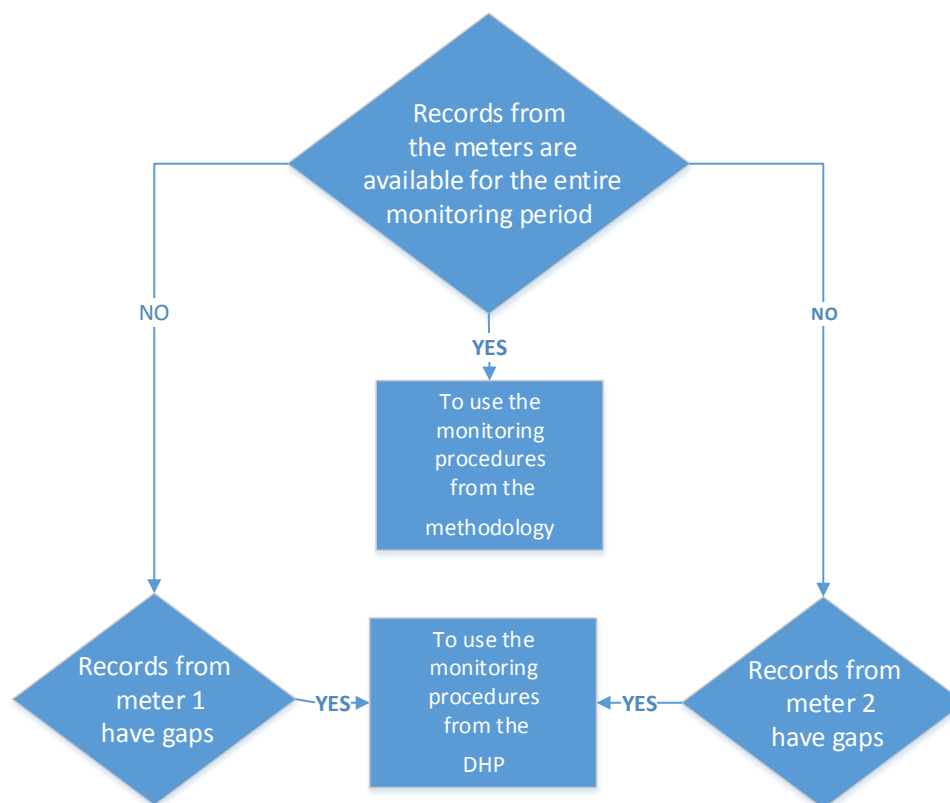 Records from
the meters are
available for the entire
monitoring period
NO
NO
YES
To use the
monitoring
procedures
from the
methodology
Records from
meter 1
have gaps
YES
To use the
monitoring
procedures
from the
DHP
YES
Records from
meter 2
have gaps